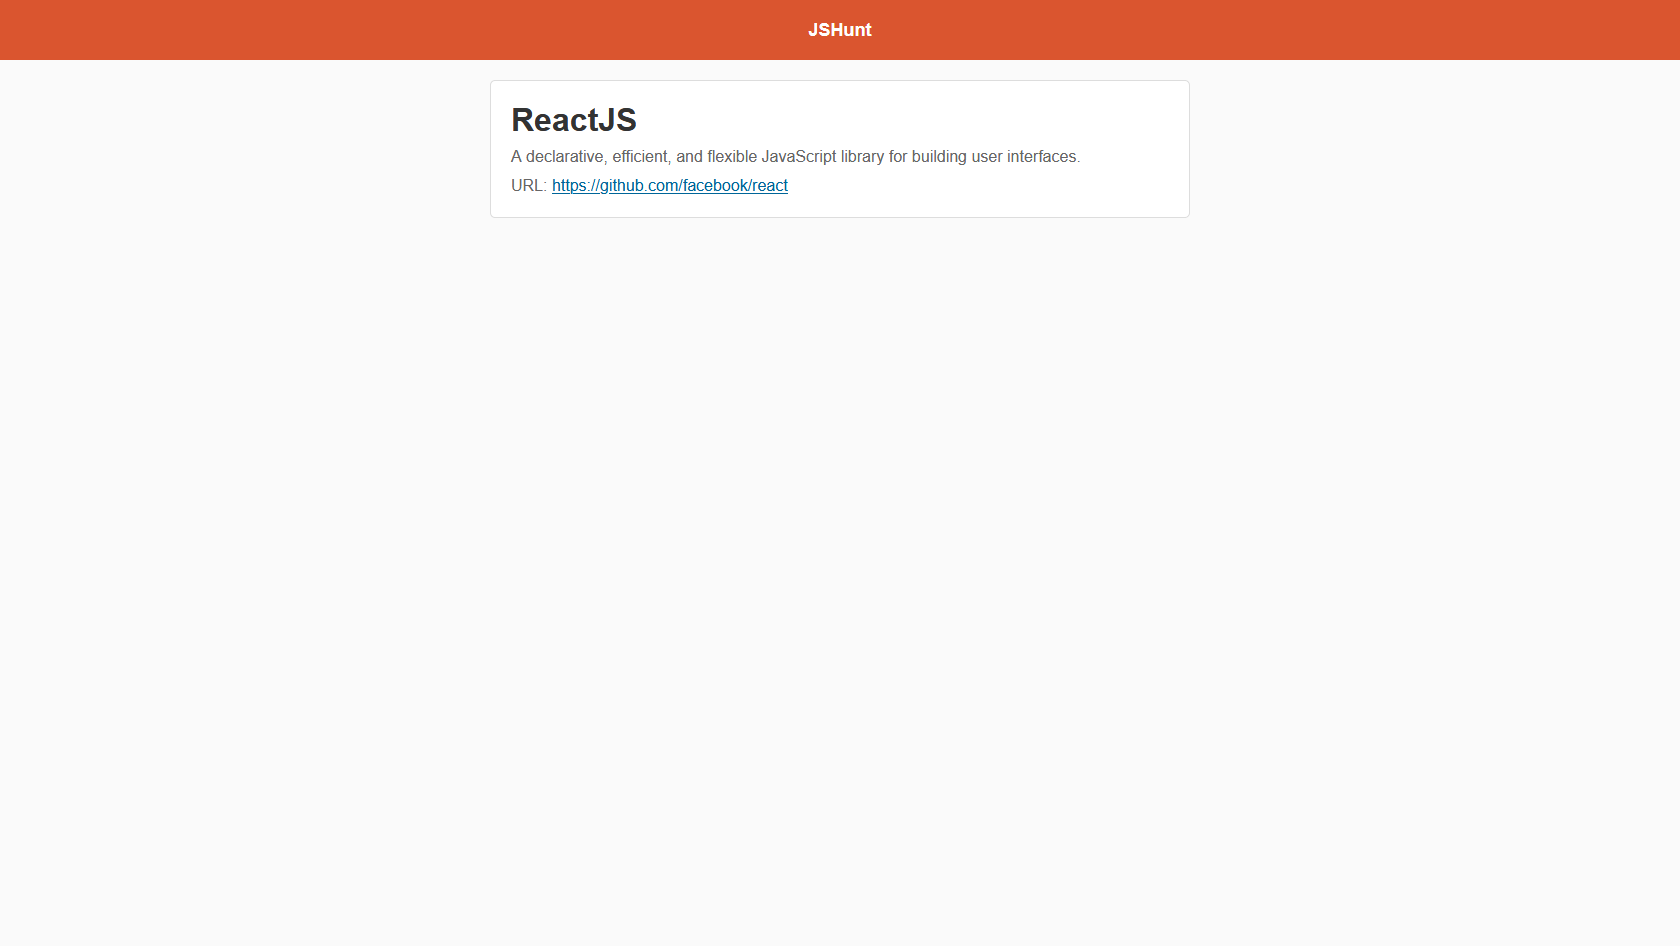 JSHunt
ReactJS
A declarative, efficient, and flexible JavaScript library for building user interfaces.
URL: https://github.com/facebook/react